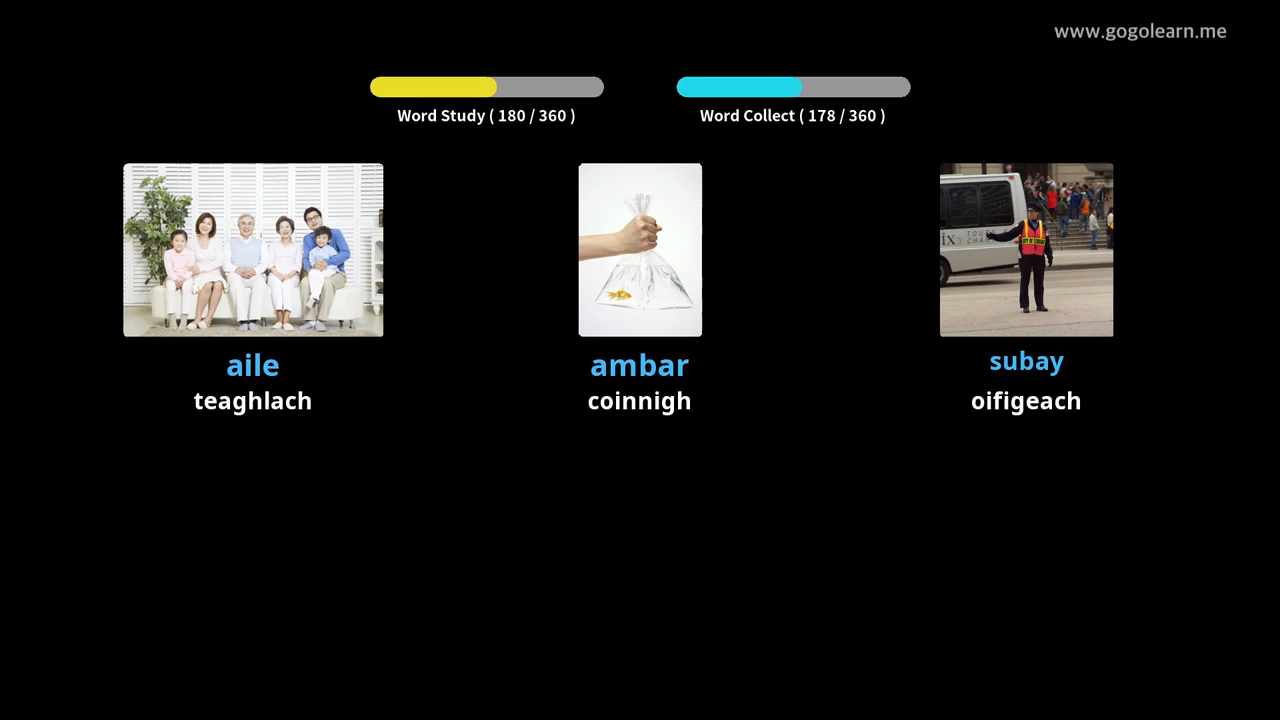 www.gogolearn.me
Word Study ( 180 / 360 )
Word Collect ( 178 / 360 )
aile
teaghlach
ambar
coinnigh
subay
oifigeach